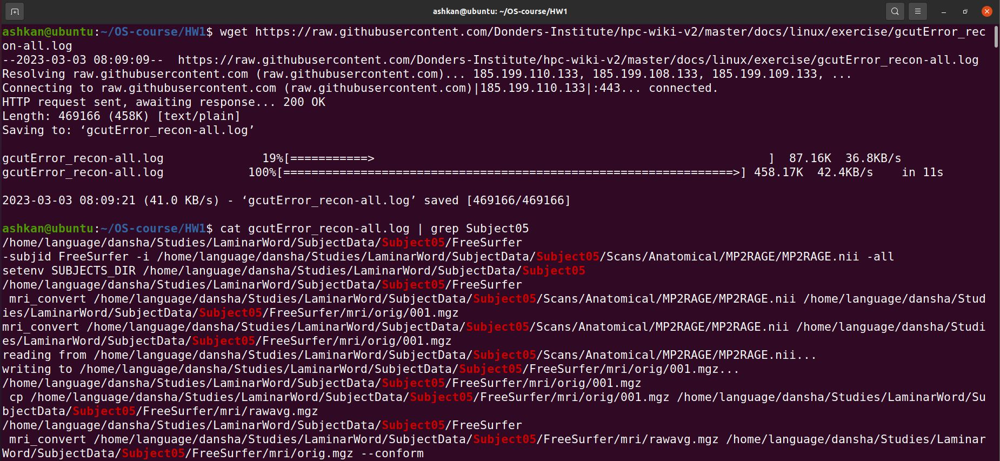 ashkan@ubuntu: ~/OS-course/HW1
ashkan@ubuntu:~/OS-course/HW1$ wget https://raw.githubusercontent.com/Donders-Institute/hpc-wiki-v2/master/docs/linux/exercise/gcutError_rec
on-all.log
--2023-03-03 08:09:09--  https://raw.githubusercontent.com/Donders-Institute/hpc-wiki-v2/master/docs/linux/exercise/gcutError_recon-all.log
Resolving raw.githubusercontent.com (raw.githubusercontent.com)... 185.199.110.133, 185.199.108.133, 185.199.109.133, ...
Connecting to raw.githubusercontent.com (raw.githubusercontent.com)|185.199.110.133|:443... connected.
HTTP request sent, awaiting response... 200 OK
Length: 469166 (458K) [text/plain]
Saving to: ‘gcutError_recon-all.log’
gcutError_recon-all.log              19%[===========>                                                        ]  87.16K  36.8KB/s
gcutError_recon-all.log            100%[================================================================>] 458.17K  42.4KB/s    in 11s
2023-03-03 08:09:21 (41.0 KB/s) - ‘gcutError_recon-all.log’ saved [469166/469166]
ashkan@ubuntu:~/OS-course/HW1$ cat gcutError_recon-all.log | grep Subject05
/home/language/dansha/Studies/LaminarWord/SubjectData/Subject05/FreeSurfer
-subjid FreeSurfer -i /home/language/dansha/Studies/LaminarWord/SubjectData/Subject05/Scans/Anatomical/MP2RAGE/MP2RAGE.nii -all
setenv SUBJECTS_DIR /home/language/dansha/Studies/LaminarWord/SubjectData/Subject05
/home/language/dansha/Studies/LaminarWord/SubjectData/Subject05/FreeSurfer
 mri_convert /home/language/dansha/Studies/LaminarWord/SubjectData/Subject05/Scans/Anatomical/MP2RAGE/MP2RAGE.nii /home/language/dansha/Stud
ies/LaminarWord/SubjectData/Subject05/FreeSurfer/mri/orig/001.mgz
mri_convert /home/language/dansha/Studies/LaminarWord/SubjectData/Subject05/Scans/Anatomical/MP2RAGE/MP2RAGE.nii /home/language/dansha/Studi
es/LaminarWord/SubjectData/Subject05/FreeSurfer/mri/orig/001.mgz
reading from /home/language/dansha/Studies/LaminarWord/SubjectData/Subject05/Scans/Anatomical/MP2RAGE/MP2RAGE.nii...
writing to /home/language/dansha/Studies/LaminarWord/SubjectData/Subject05/FreeSurfer/mri/orig/001.mgz...
/home/language/dansha/Studies/LaminarWord/SubjectData/Subject05/FreeSurfer/mri/orig/001.mgz
 cp /home/language/dansha/Studies/LaminarWord/SubjectData/Subject05/FreeSurfer/mri/orig/001.mgz /home/language/dansha/Studies/LaminarWord/Su
bjectData/Subject05/FreeSurfer/mri/rawavg.mgz
/home/language/dansha/Studies/LaminarWord/SubjectData/Subject05/FreeSurfer
 mri_convert /home/language/dansha/Studies/LaminarWord/SubjectData/Subject05/FreeSurfer/mri/rawavg.mgz /home/language/dansha/Studies/Laminar
Word/SubjectData/Subject05/FreeSurfer/mri/orig.mgz --conform